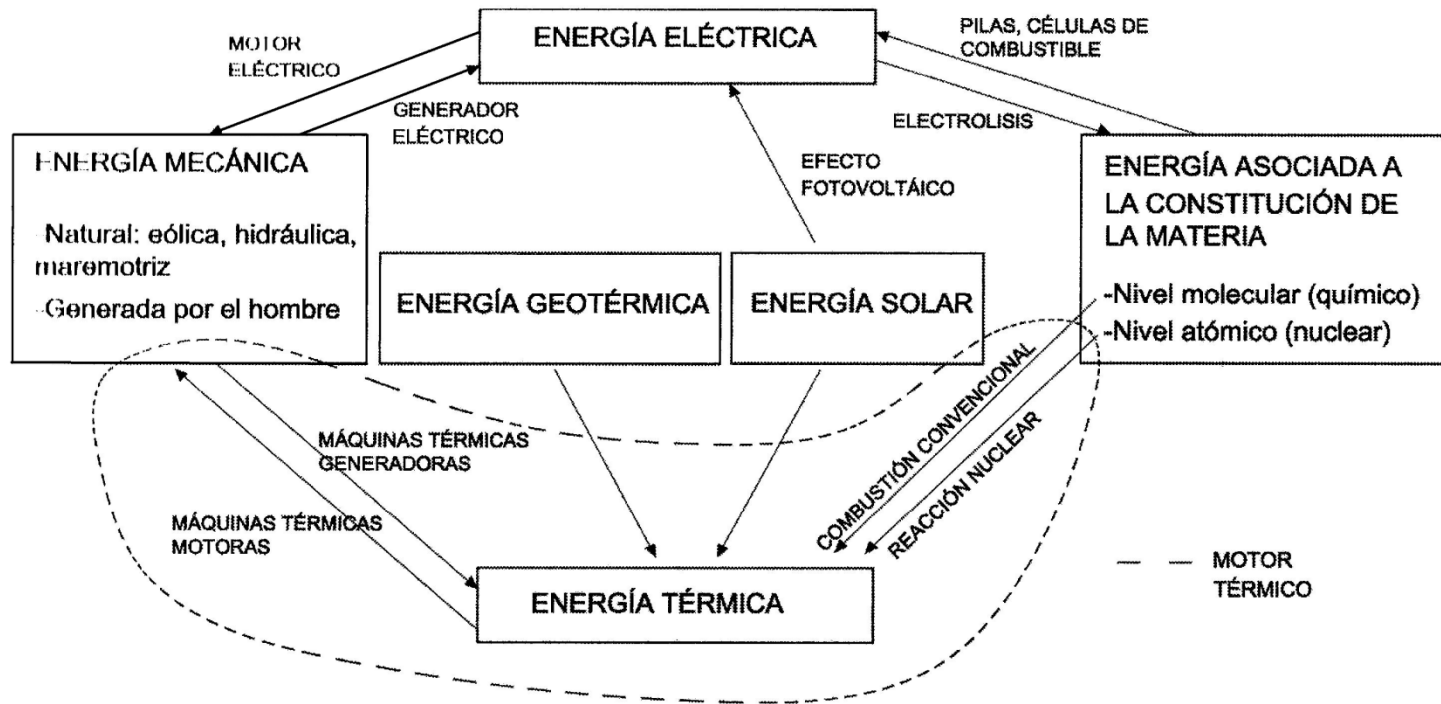 ENERGÍA ELÉCTRICA
MOTOR
ELÉCTRICO
PILAS, CÉLULAS DE
COMBUSTIBLE
GENERADOR
ELÉCTRICO
ELECTROLISIS
EFECTO
FOTOVOLTÁICO
ENERGÍA MECÁNICA
-Natural: eólica, hidráulica,
maremotriz
-Generada por el hombre
ENERGÍA GEOTÉRMICA
ENERGÍA SOLAR
ENERGÍA ASOCIADA A
LA CONSTITUCIÓN DE
LA MATERIA
-Nivel molecular (químico)
-Nivel atómico (nuclear)
MÁQUINAS TÉRMICAS
GENERADORAS
MÁQUINAS TÉRMICAS
MOTORAS
COMBUSTIÓN CONVENCIONAL
REACCIÓN NUCLEAR
ENERGÍA TÉRMICA
MOTOR
TÉRMICO